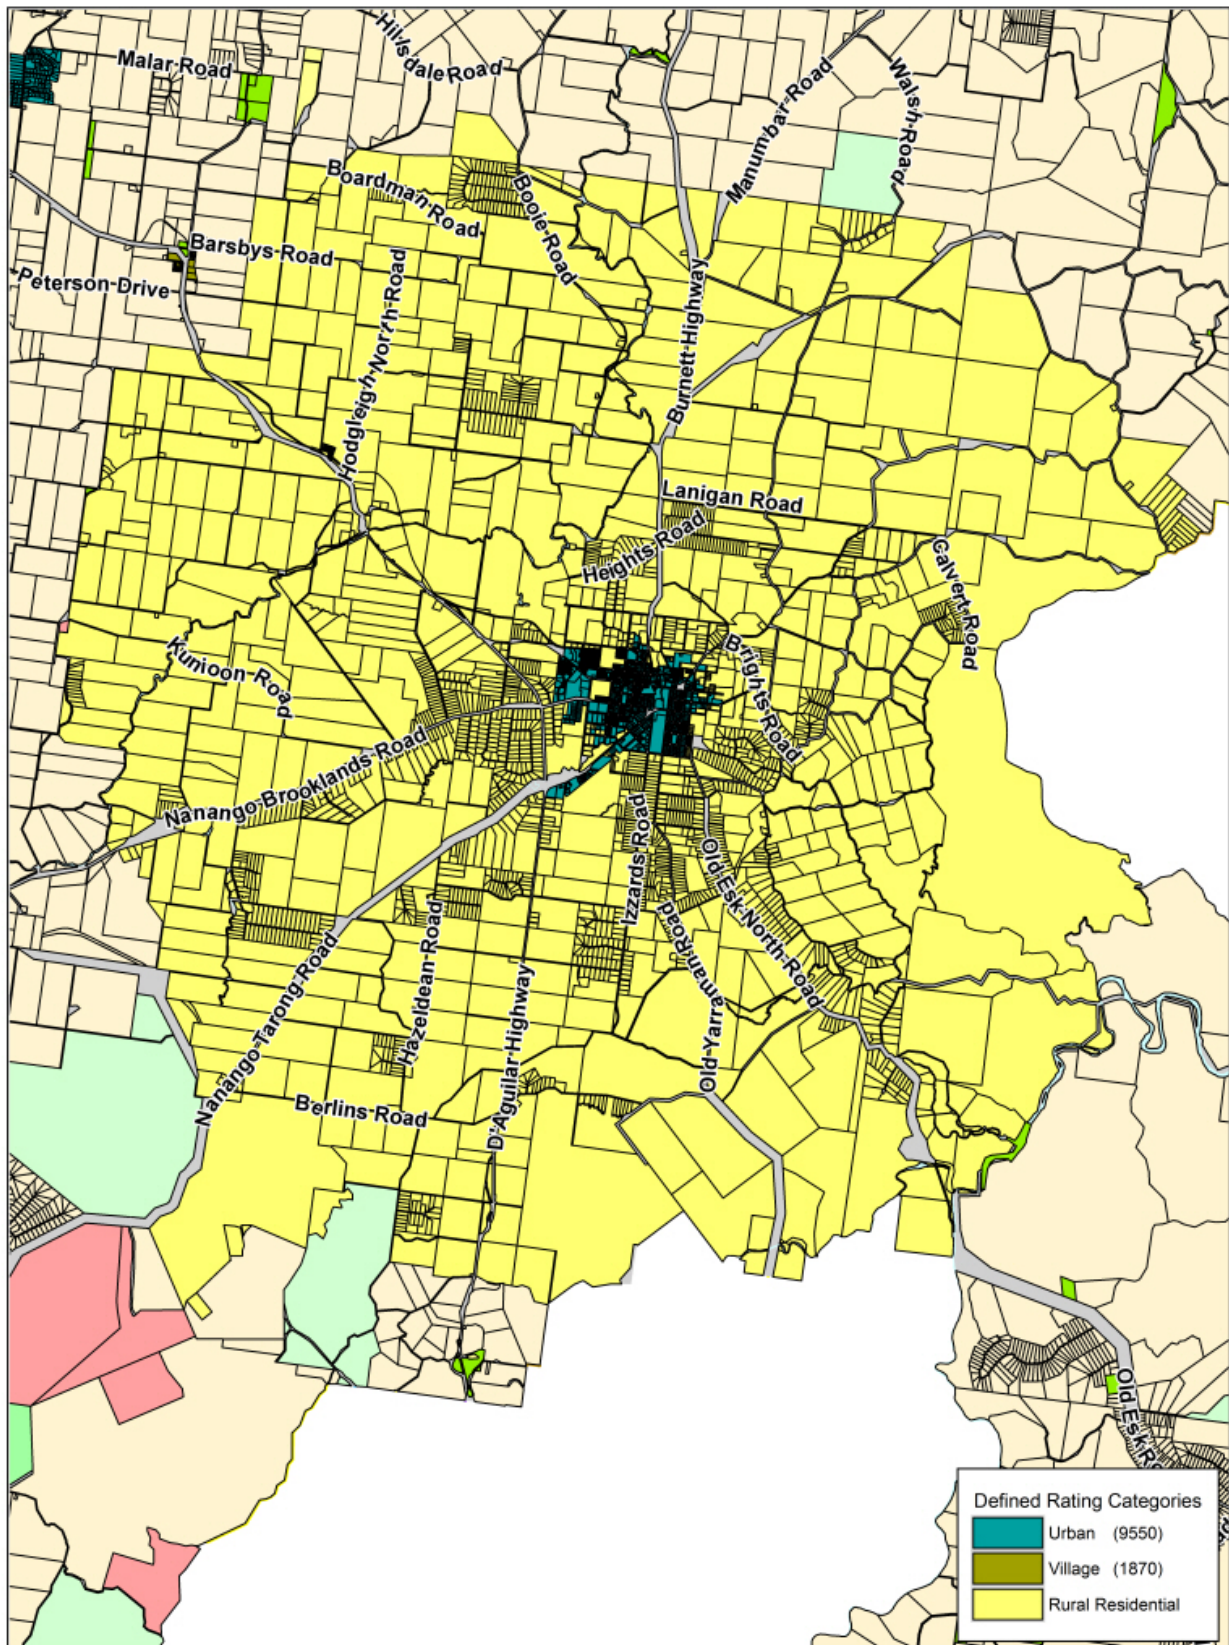 Hillsdale Road
Malar Road
Walsh Road
Manumbar Road
Boardman Road
Booie Road
Barsbys Road
Peterson Drive
Hodgleigh North Road
Burnett Highway
Lanigan Road
Heights Road
Calvert Road
Kunioon Road
Brights Road
Nanango Brooklands Road
Izzards Road
Old Esk North Road
Old Yarraman Road
Hazeldean Road
Nanango Tarong Road
D'Aguilar Highway
Berlins Road
Old Esk
Defined Rating Categories
Urban (9550)
Village (1870)
Rural Residential